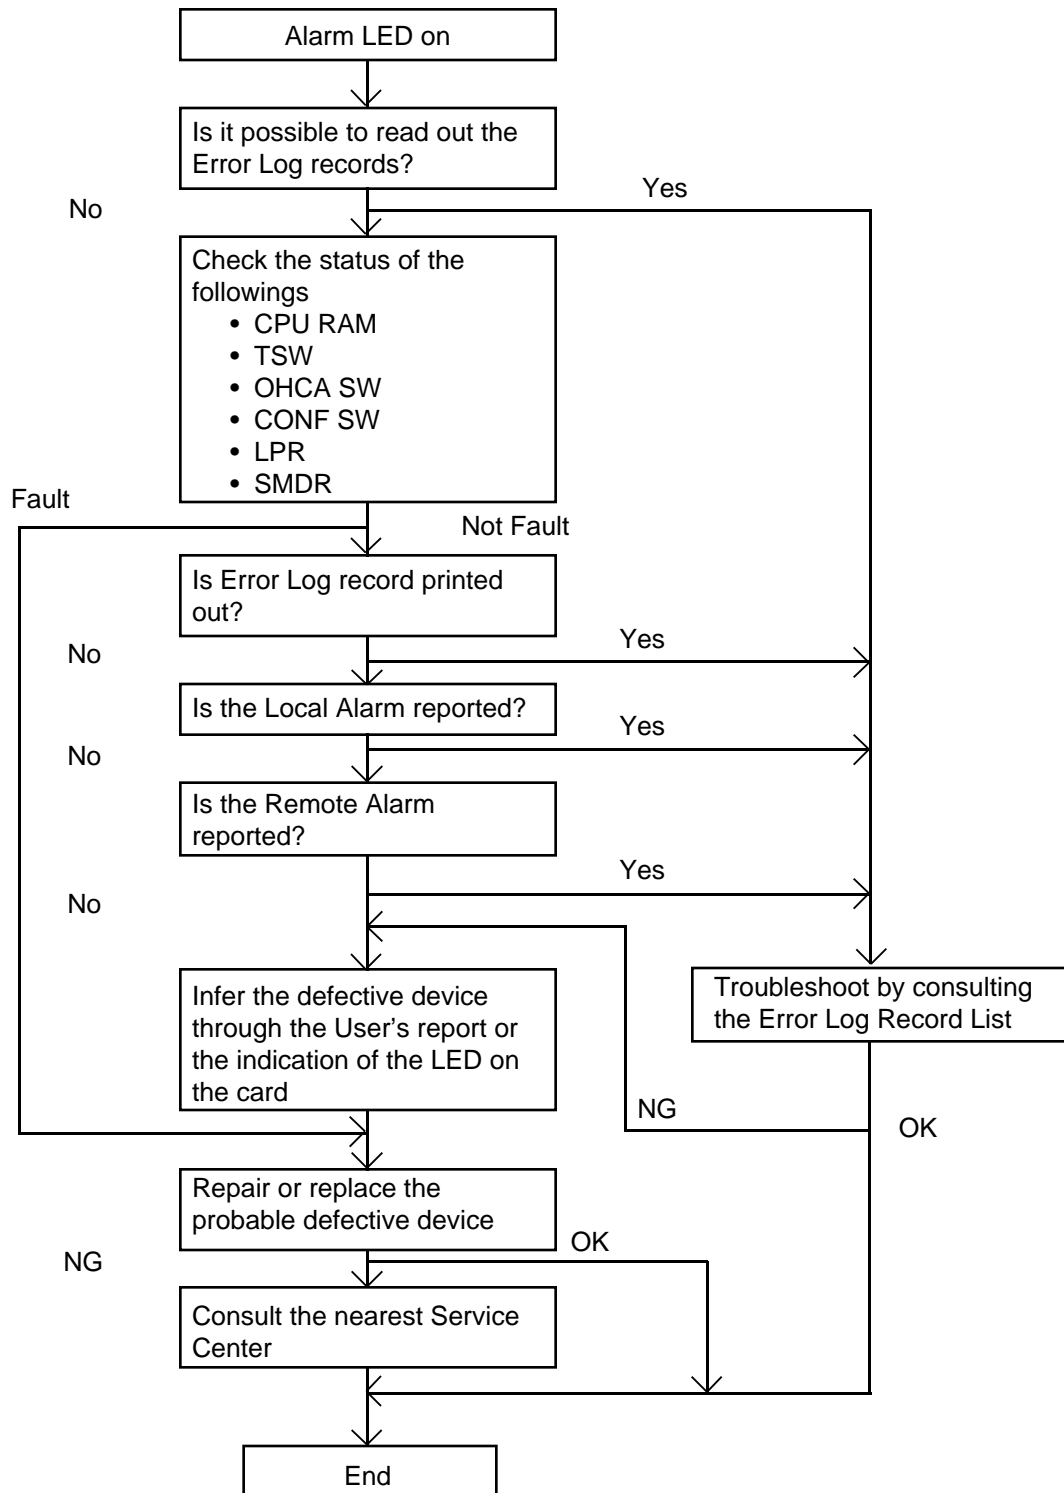 Alarm LED on
Is it possible to read out the
Error Log records?
Yes
No
Check the status of the
followings
• CPU RAM
• TSW
• OHCA SW
• CONF SW
• LPR
• SMDR
Fault
Not Fault
Is Error Log record printed
out?
Yes
No
Is the Local Alarm reported?
Yes
No
Is the Remote Alarm
reported?
Yes
No
Infer the defective device
through the User’s report or
the indication of the LED on
the card
Troubleshoot by consulting
the Error Log Record List
NG
OK
Repair or replace the
probable defective device
OK
NG
Consult the nearest Service
Center
End